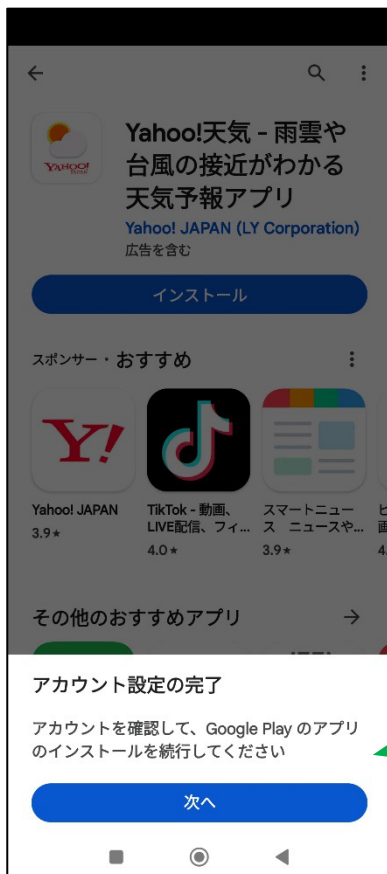 Yahoo!天気 - 雨雲や
台風の接近がわかる
天気予報アプリ
YAHOO!
JAPAN
Yahoo! JAPAN (LY Corporation)
広告を含む
インストール
スポンサー・おすすめ
Y!
Yahoo! JAPAN
3.9★
TikTok - 動画、
LIVE配信、フィ...
4.0★
スマートニュー
ス ニュースや...
3.9★
4.
その他のおすすめアプリ
アカウント設定の完了
アカウントを確認して、Google Play のアプリ
のインストールを続行してください
次へ